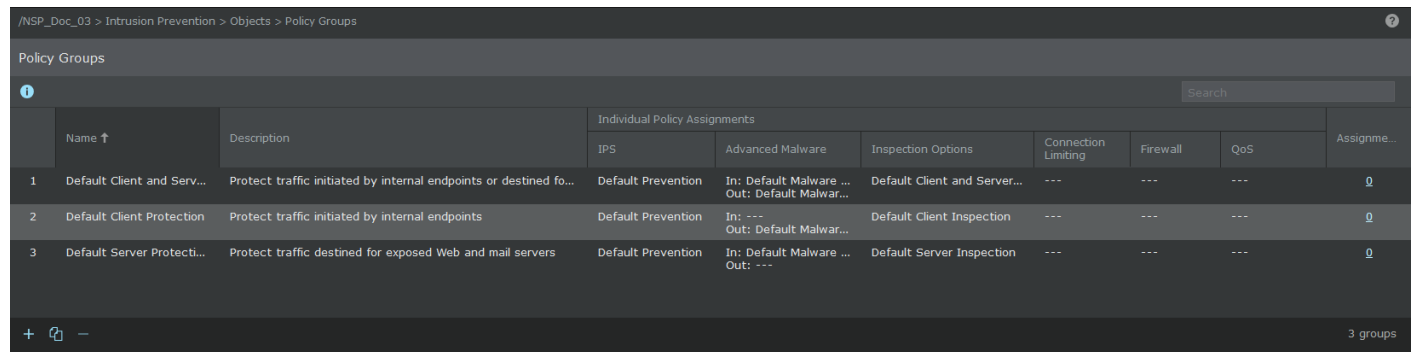 /NSP_Doc_03 > Intrusion Prevention > Objects > Policy Groups
?
Policy Groups
i
Search
Individual Policy Assignments
Name ↑ Description Assignme...
IPS Advanced Malware Inspection Options Connection Limiting Firewall QoS
1 Default Client and Serv... Protect traffic initiated by internal endpoints or destined fo... Default Prevention In: Default Malware ... Default Client and Server... --- --- --- 0
Out: Default Malwar...
2 Default Client Protection Protect traffic initiated by internal endpoints Default Prevention In: --- Default Client Inspection --- --- --- 0
Out: Default Malwar...
3 Default Server Protecti... Protect traffic destined for exposed Web and mail servers Default Prevention In: Default Malware ... Default Server Inspection --- --- --- 0
Out: ---
3 groups